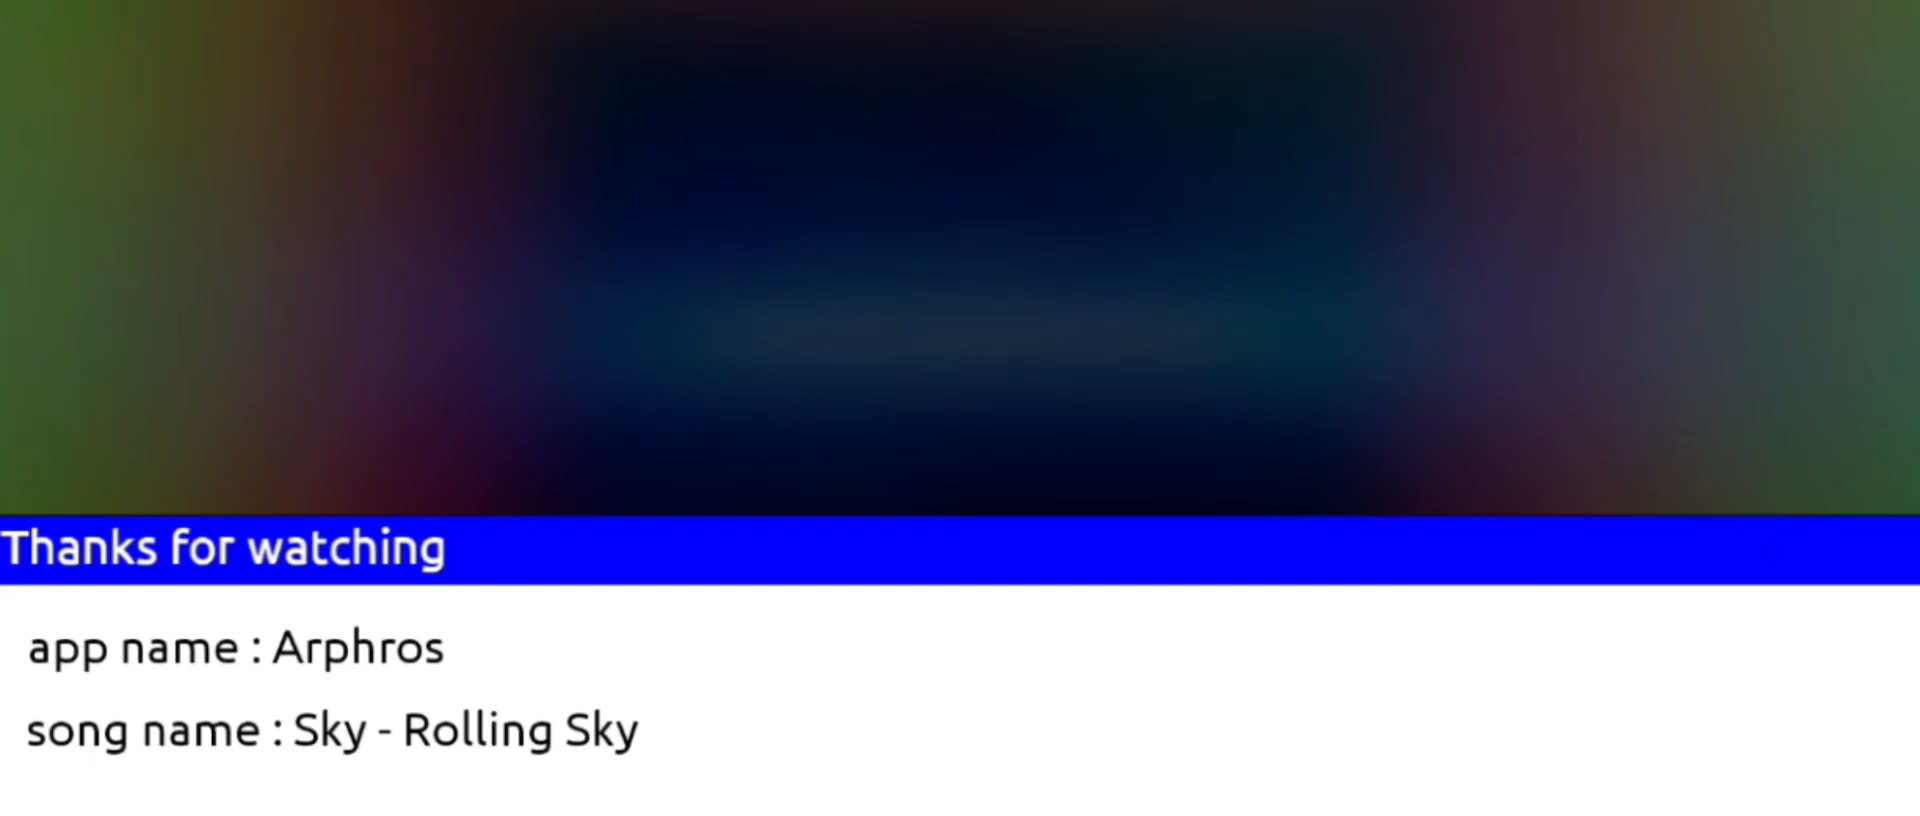 Thanks for watching
app name : Arphros
song name : Sky - Rolling Sky